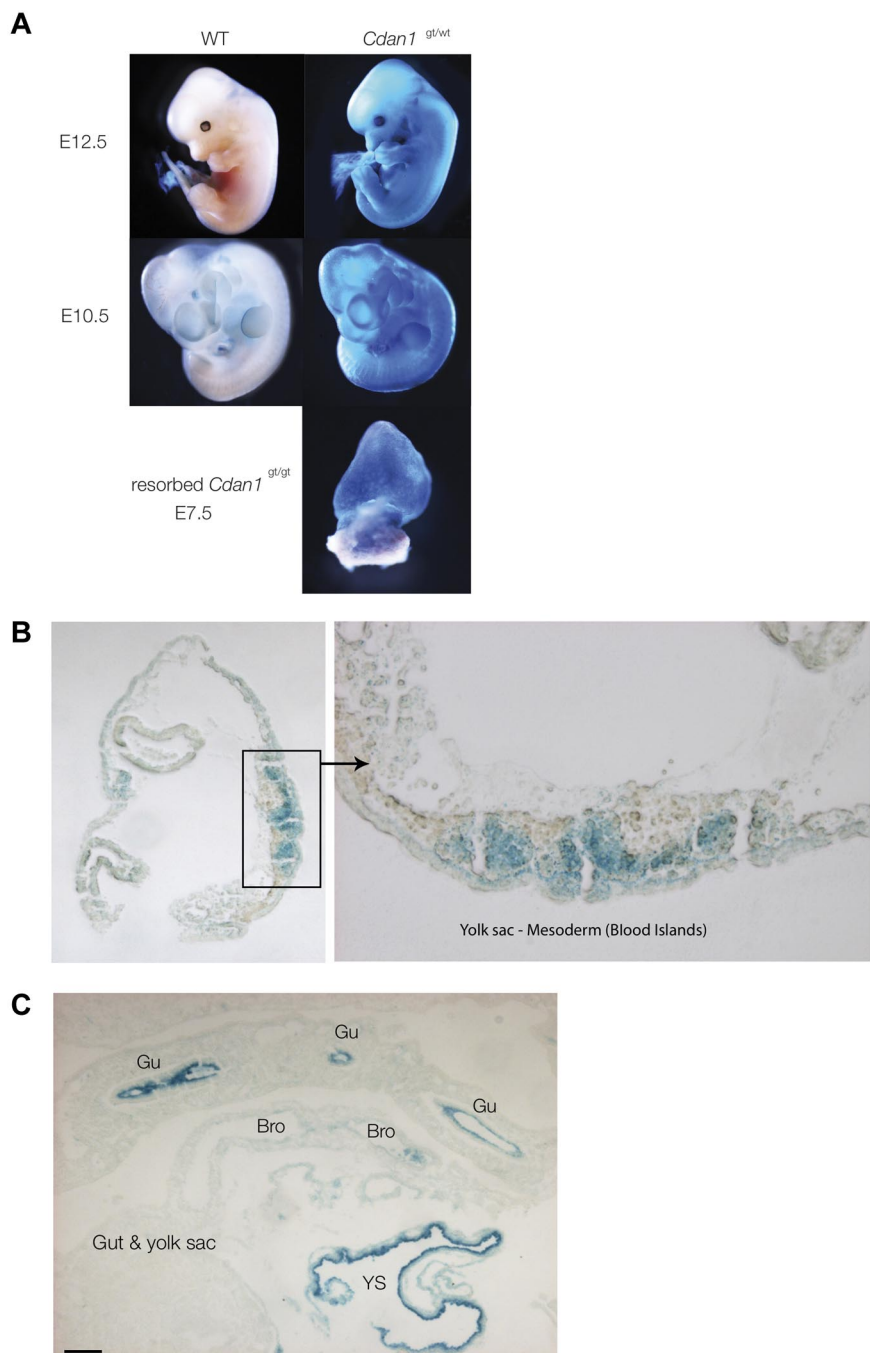 A
WT Cdan1 gt/wt
E12.5
E10.5
resorbed Cdan1 gt/gt
E7.5
B
Yolk sac - Mesoderm (Blood Islands)
C
Gu
Gu
Gu
Bro
Bro
Gut & yolk sac
YS